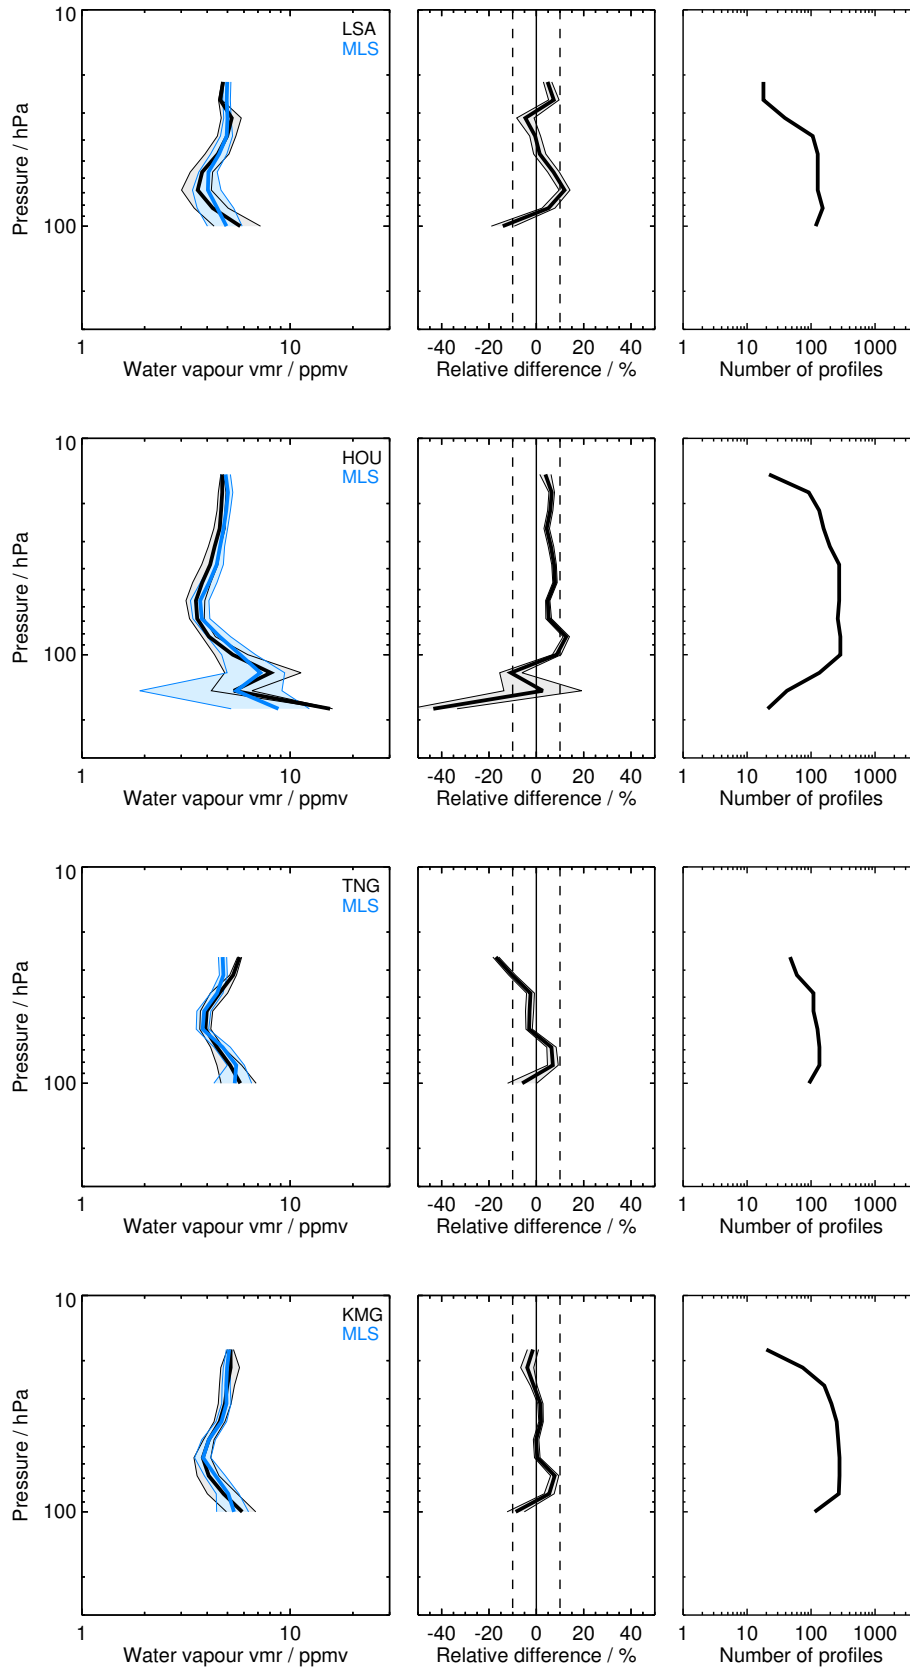 10
100
Pressure / hPa
LSA
MLS
1
10
Water vapour vmr / ppmv
-40 -20 0 20 40
Relative difference / %
1 10 100 1000
Number of profiles
10
100
Pressure / hPa
HOU
MLS
1
10
Water vapour vmr / ppmv
-40 -20 0 20 40
Relative difference / %
1 10 100 1000
Number of profiles
10
100
Pressure / hPa
TNG
MLS
1
10
Water vapour vmr / ppmv
-40 -20 0 20 40
Relative difference / %
1 10 100 1000
Number of profiles
10
100
Pressure / hPa
KMG
MLS
1
10
Water vapour vmr / ppmv
-40 -20 0 20 40
Relative difference / %
1 10 100 1000
Number of profiles